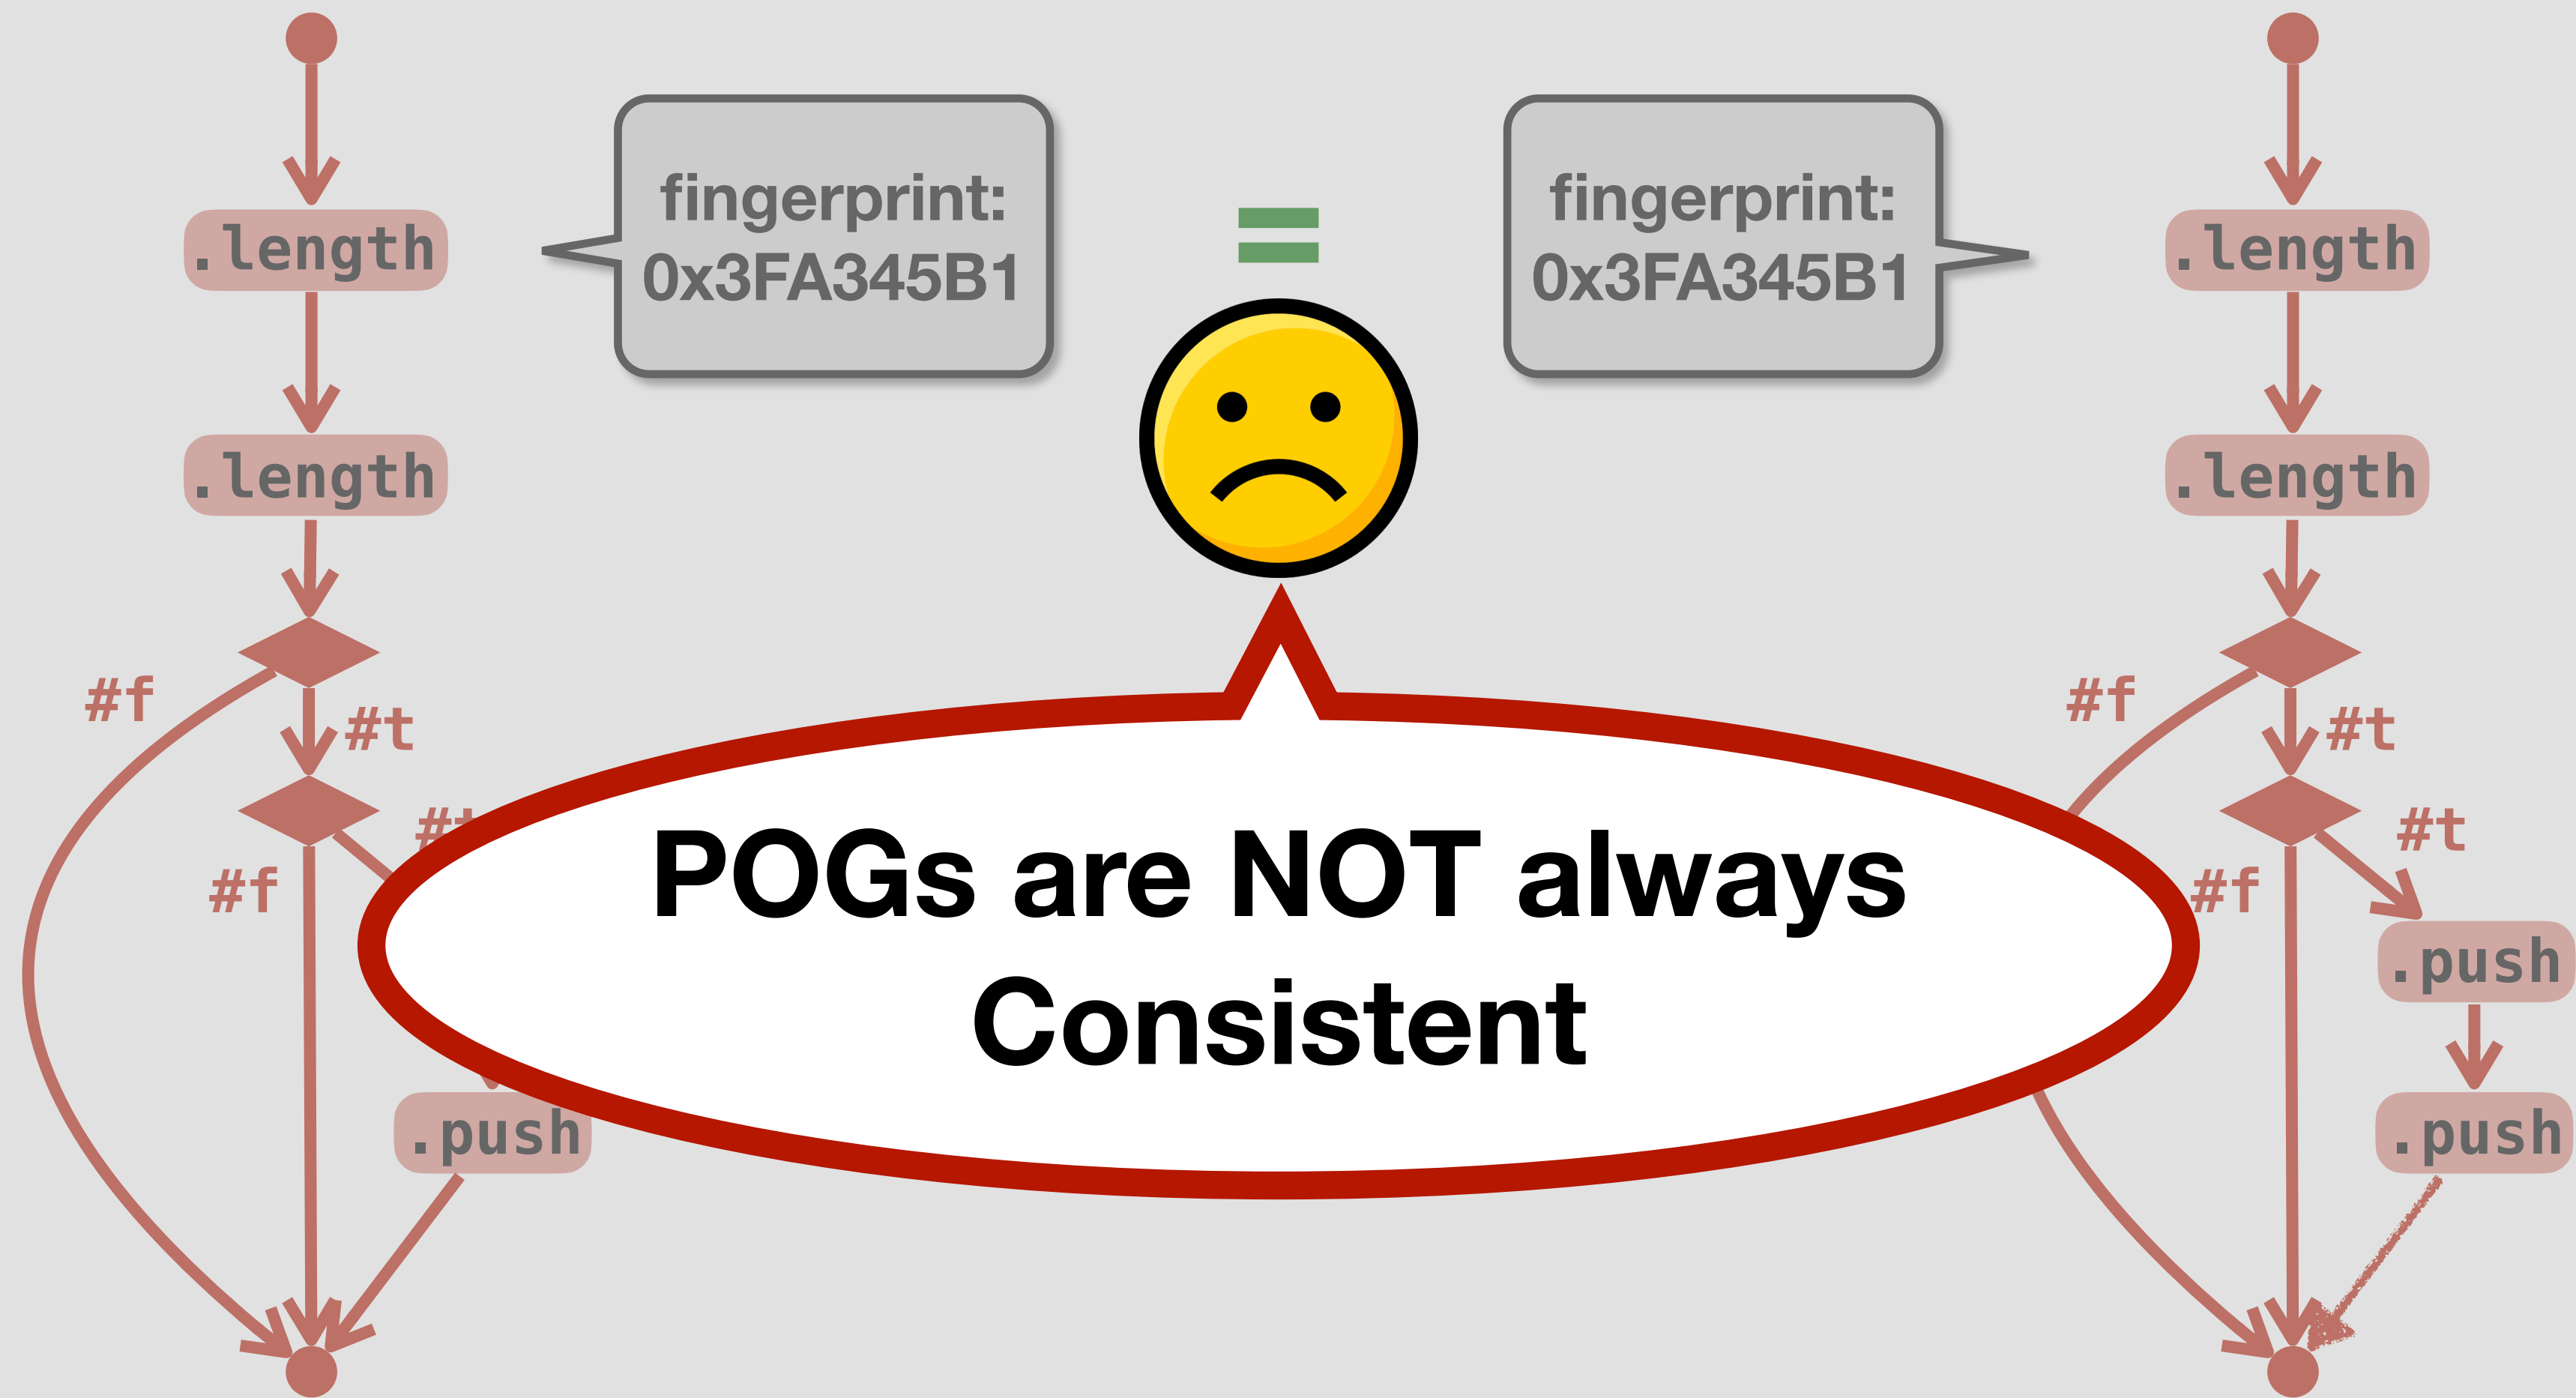 .length
fingerprint:
0x3FA345B1
=
fingerprint:
0x3FA345B1
.length
.length
.length
#f
#t
#f
#t
#f
#t
#f
.push
POGs are NOT always
Consistent
.push
.push